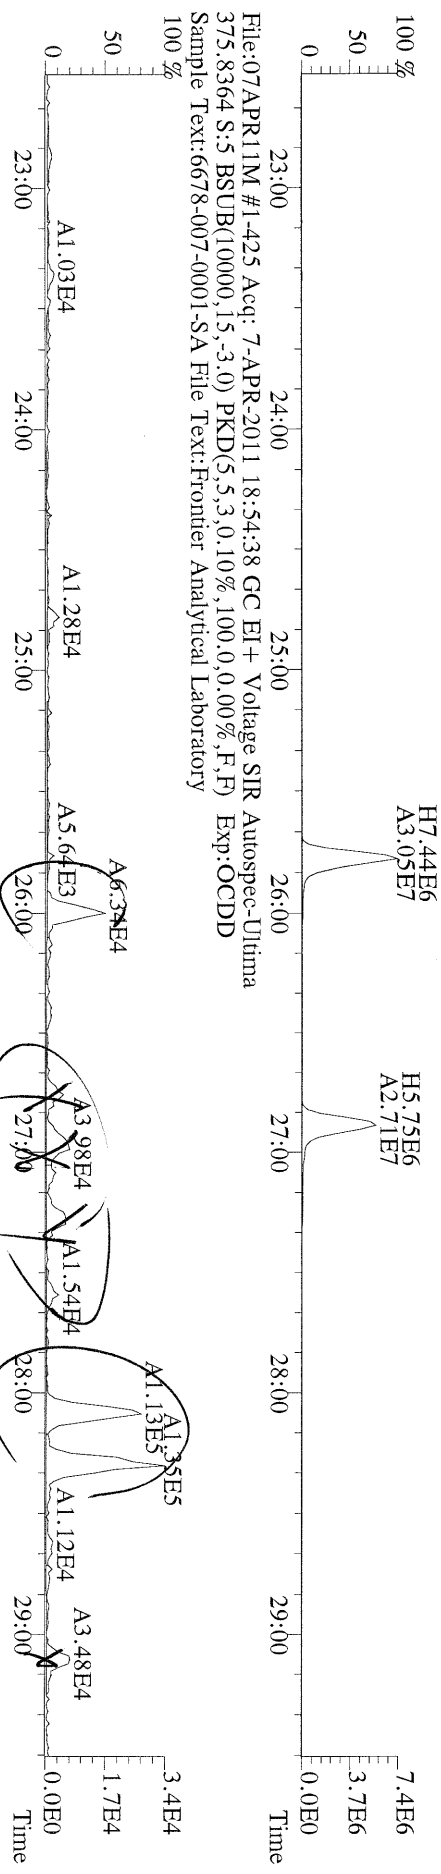 100 %
50
0
H7.44E6
A3.05E7
H5.75E6
A2.71E7
7.4E6
3.7E6
0.0E0
23:00 24:00 25:00 26:00 27:00 28:00 29:00 Time
File:07APR11M #1-425 Acq: 7-APR-2011 18:54:38 GC EI+ Voltage SIR Autospec-Ultima
375.8364 S:5 BSUB(10000,15,-3.0) PKD(5,5,3,0.10%,100.0,0.00%,F,F) Exp:OCDD
Sample Text:6678-007-0001-SA File Text:Frontier Analytical Laboratory
100 %
50
0
A1.03E4
A1.28E4
A5.64E3
A6.34E4
A3.98E4
A1.54E4
A1.13E5
A1.35E5
A1.12E4
A3.48E4
3.4E4
1.7E4
0.0E0
23:00 24:00 25:00 26:00 27:00 28:00 29:00 Time